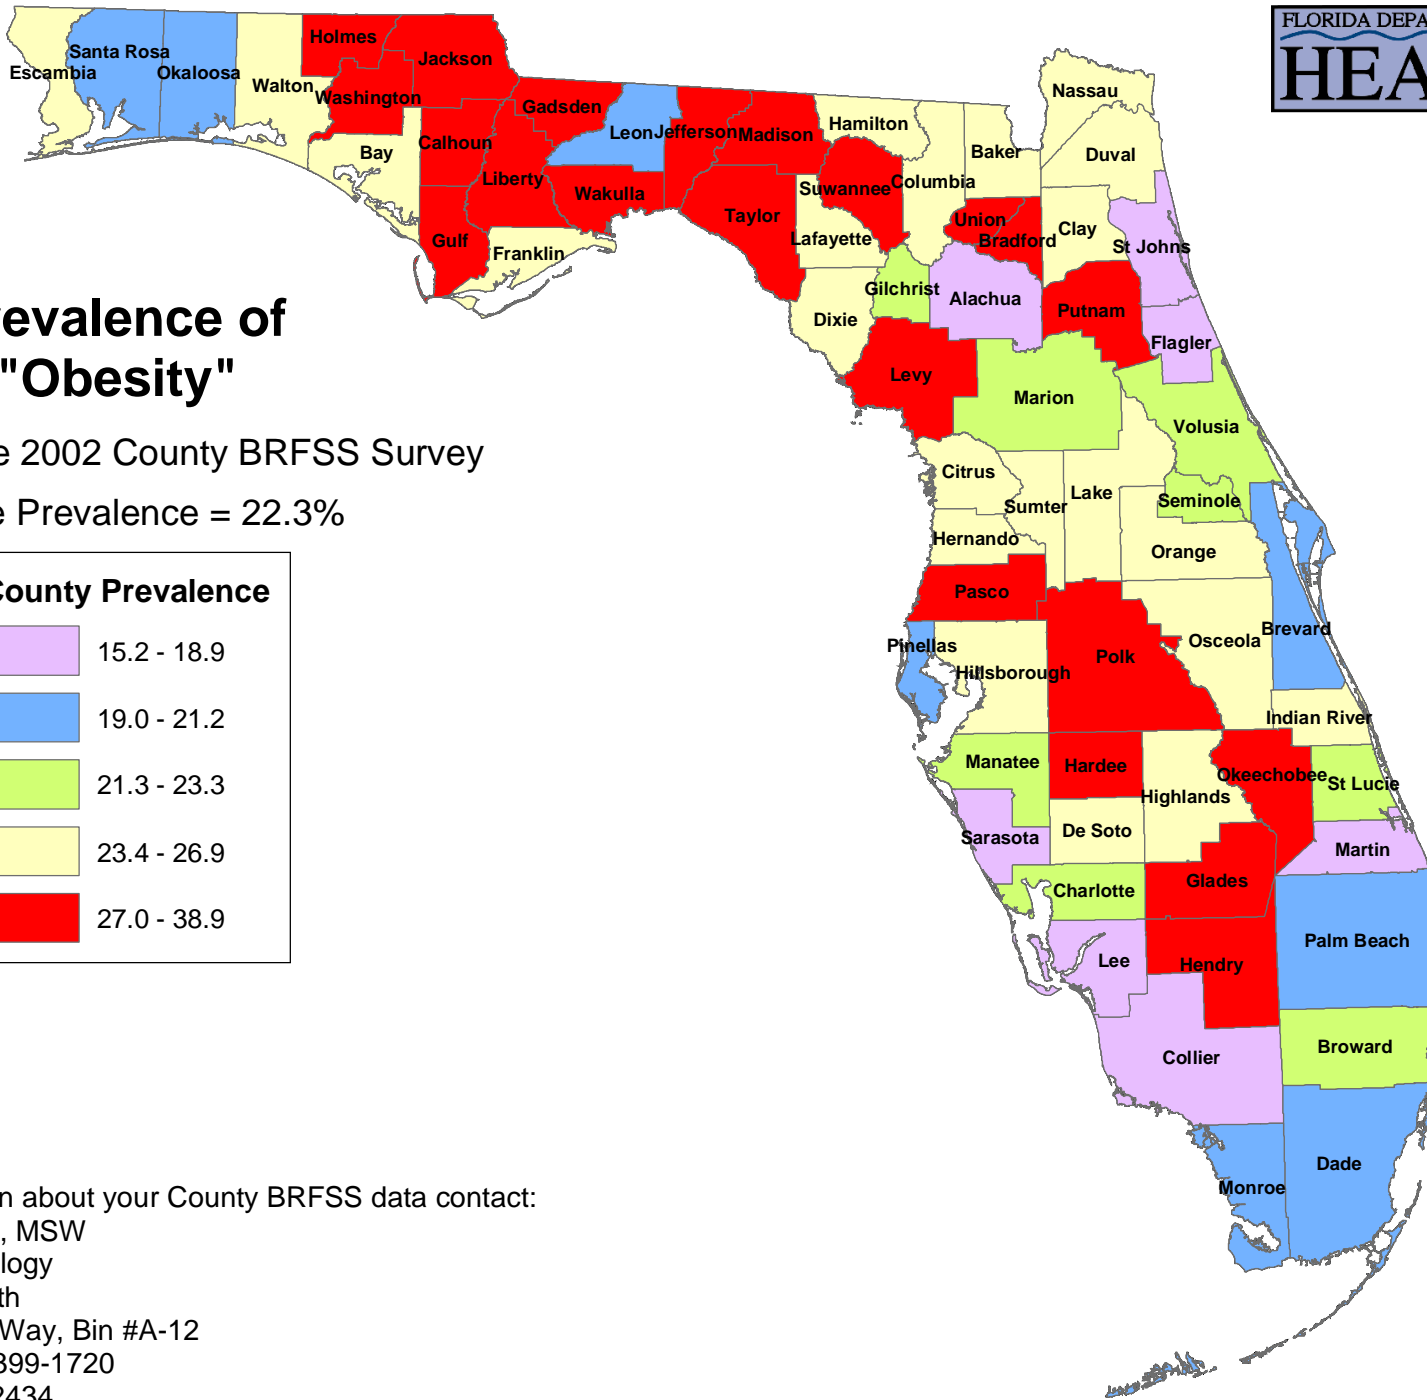 FLORIDA DEPA
HEA
evalence of
"Obesity"
e 2002 County BRFSS Survey
e Prevalence = 22.3%
County Prevalence
15.2 - 18.9
19.0 - 21.2
21.3 - 23.3
23.4 - 26.9
27.0 - 38.9
Escambia
Santa Rosa
Okaloosa
Walton
Holmes
Jackson
Washington
Bay
Calhoun
Gulf
Gadsden
Liberty
Franklin
Leon
Wakulla
Jefferson
Madison
Taylor
Hamilton
Suwannee
Lafayette
Dixie
Columbia
Baker
Nassau
Duval
Union
Bradford
Clay
St Johns
Gilchrist
Alachua
Putnam
Flagler
Levy
Marion
Volusia
Citrus
Sumter
Lake
Seminole
Hernando
Orange
Pasco
Pinellas
Hillsborough
Polk
Osceola
Brevard
Indian River
Manatee
Hardee
Highlands
Okeechobee
St Lucie
Sarasota
De Soto
Martin
Charlotte
Glades
Lee
Hendry
Palm Beach
Collier
Broward
Monroe
Dade
n about your County BRFSS data contact:
, MSW
logy
th
Way, Bin #A-12
399-1720
2434